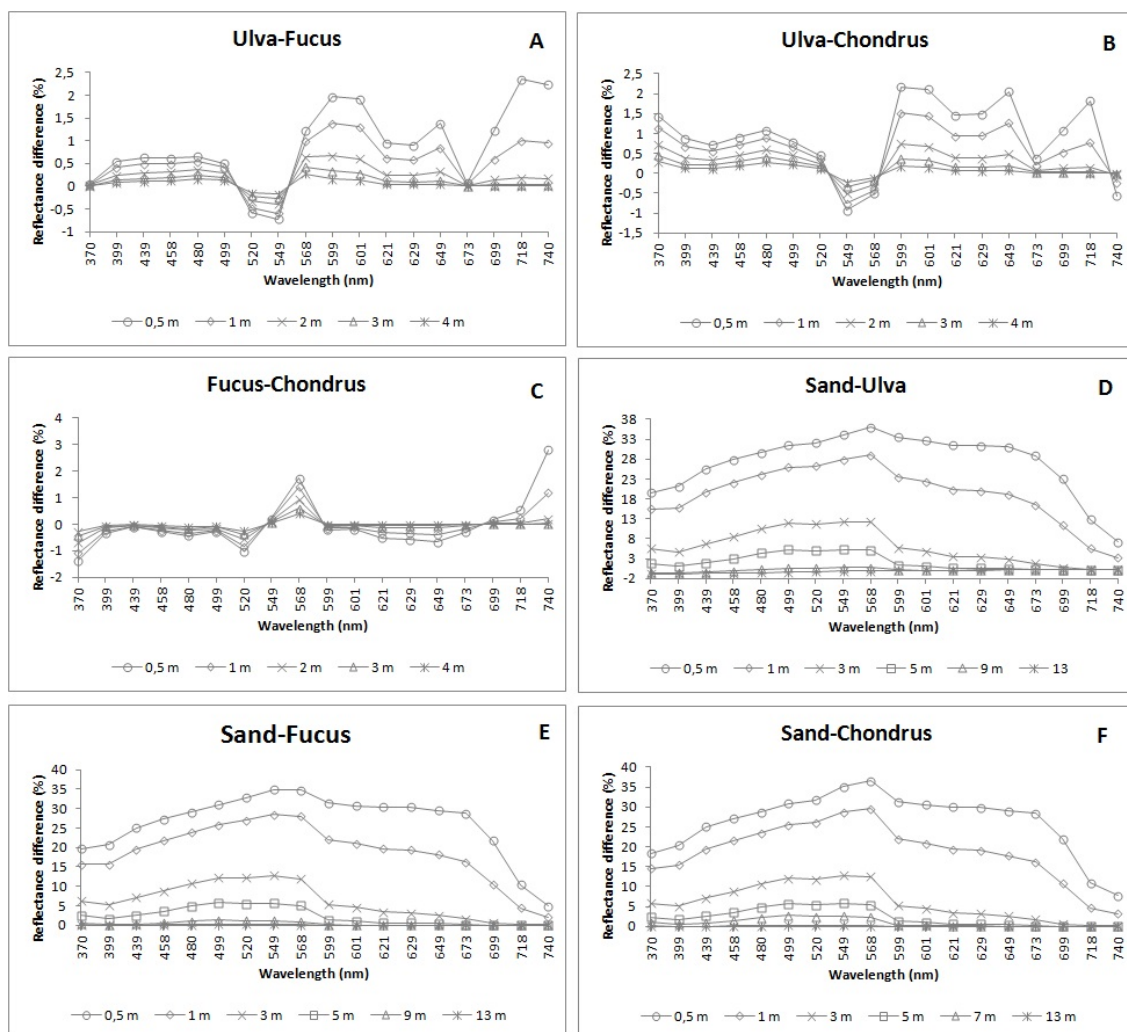 Ulva-Fucus A
Reflectance difference (%)
2,5
2
1,5
1
0,5
0
-0,5
-1
370 399 439 458 480 499 520 549 568 599 601 621 629 649 673 699 718 740
Wavelength (nm)
0,5 m 1 m 2 m 3 m 4 m
Ulva-Chondrus B
Reflectance difference (%)
2,5
2
1,5
1
0,5
0
-0,5
-1
-1,5
370 399 439 458 480 499 520 549 568 599 601 621 629 649 673 699 718 740
Wavelength (nm)
0,5 m 1 m 2 m 3 m 4 m
Fucus-Chondrus C
Reflectance difference (%)
4
3
2
1
0
-1
-2
370 399 439 458 480 499 520 549 568 599 601 621 629 649 673 699 718 740
Wavelength (nm)
0,5 m 1 m 2 m 3 m 4 m
Sand-Ulva D
Reflectance difference (%)
38
33
28
23
18
13
8
3
-2
370 399 439 458 480 499 520 549 568 599 601 621 629 649 673 699 718 740
Wavelength (nm)
0,5 m 1 m 3 m 5 m 9 m 13
Sand-Fucus E
Reflectance difference (%)
40
35
30
25
20
15
10
5
0
370 399 439 458 480 499 520 549 568 599 601 621 629 649 673 699 718 740
Wavelength (nm)
0,5 m 1 m 3 m 5 m 9 m 13 m
Sand-Chondrus F
Reflectance difference (%)
40
35
30
25
20
15
10
5
0
370 399 439 458 480 499 520 549 568 599 601 621 629 649 673 699 718 740
Wavelength (nm)
0,5 m 1 m 3 m 5 m 7 m 13 m